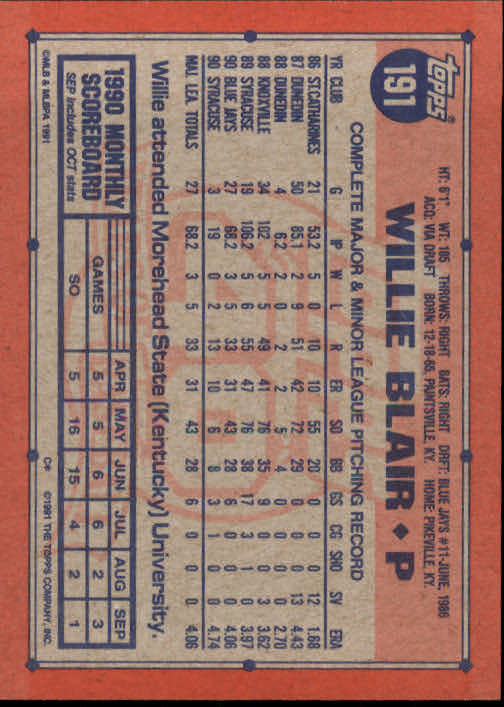 TOPPS®
191
WILLIE BLAIR ◆ P
HT: 6'1" WT: 185 THROWS: RIGHT BATS: RIGHT DRFT: BLUE JAYS #11-JUNE, 1986
ACQ: VIA DRAFT BORN: 12-18-65, PAINTSVILLE, KY. HOME: PIKEVILLE, KY.
COMPLETE MAJOR & MINOR LEAGUE PITCHING RECORD
YR CLUB G IP W L R ER SO BB GS CG SHO SV ERA
86 ST.CATHARINES 21 53.2 5 0 10 10 55 20 0 0 0 12 1.68
87 DUNEDIN 50 85.1 2 9 51 42 72 29 0 0 0 13 4.43
88 DUNEDIN 4 6.2 2 0 2 2 5 4 0 0 0 0 2.70
88 KNOXVILLE 34 102 5 5 49 41 76 35 9 0 0 3 3.62
89 SYRACUSE 19 106.2 5 6 55 47 76 38 17 3 1 0 3.97
90 BLUE JAYS 27 68.2 3 5 33 31 43 28 6 0 0 0 4.06
90 SYRACUSE 3 19 0 2 13 10 6 8 3 1 0 0 4.74
MAJ. LEA. TOTALS 27 68.2 3 5 33 31 43 28 6 0 0 0 4.06
Willie attended Morehead State (Kentucky) University.
1990 MONTHLY SCOREBOARD
SEP includes OCT stats
APR MAY JUN JUL AUG SEP
GAMES 5 5 6 6 2 3
SO 5 16 15 4 2 1
©MLB & MLBPA 1991
C# ©1991 THE TOPPS COMPANY, INC.